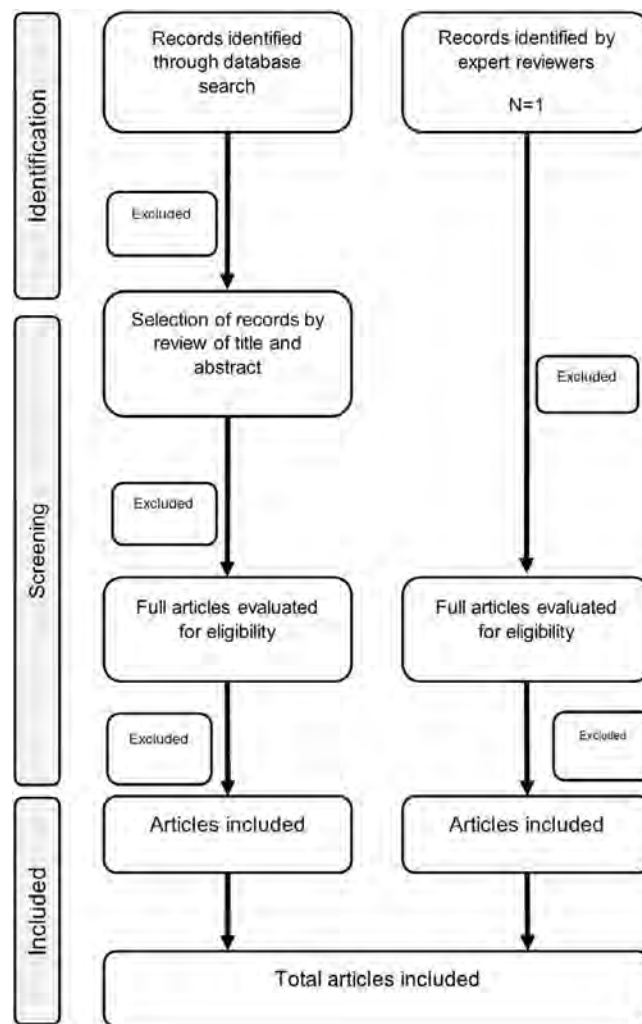 Identification
Records identified
through database
search
Records identified by
expert reviewers
N=1
Excluded
Screening
Selection of records by
review of title and
abstract
Excluded
Excluded
Full articles evaluated
for eligibility
Full articles evaluated
for eligibility
Excluded
Excluded
Included
Articles included
Articles included
Total articles included